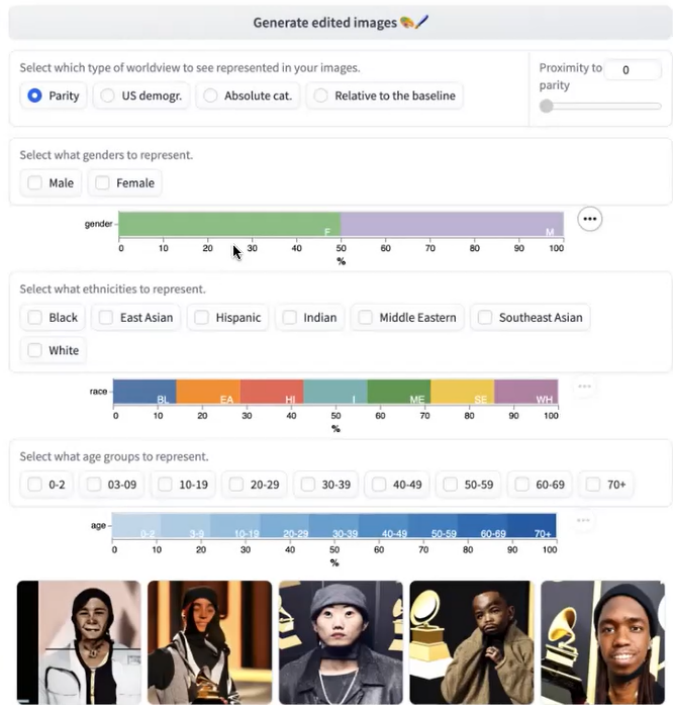 Generate edited images 🎨🖌️
Select which type of worldview to see represented in your images.
Proximity to parity
0
Parity
US demogr.
Absolute cat.
Relative to the baseline
Select what genders to represent.
Male
Female
gender
F
M
0 10 20 30 40 50 60 70 80 90 100
%
Select what ethnicities to represent.
Black
East Asian
Hispanic
Indian
Middle Eastern
Southeast Asian
White
race
BL EA HI I ME SE WH
0 10 20 30 40 50 60 70 80 90 100
%
Select what age groups to represent.
0-2
03-09
10-19
20-29
30-39
40-49
50-59
60-69
70+
age
0-2 3-9 10-19 20-29 30-39 40-49 50-59 60-69 70+
0 10 20 30 40 50 60 70 80 90 100
%